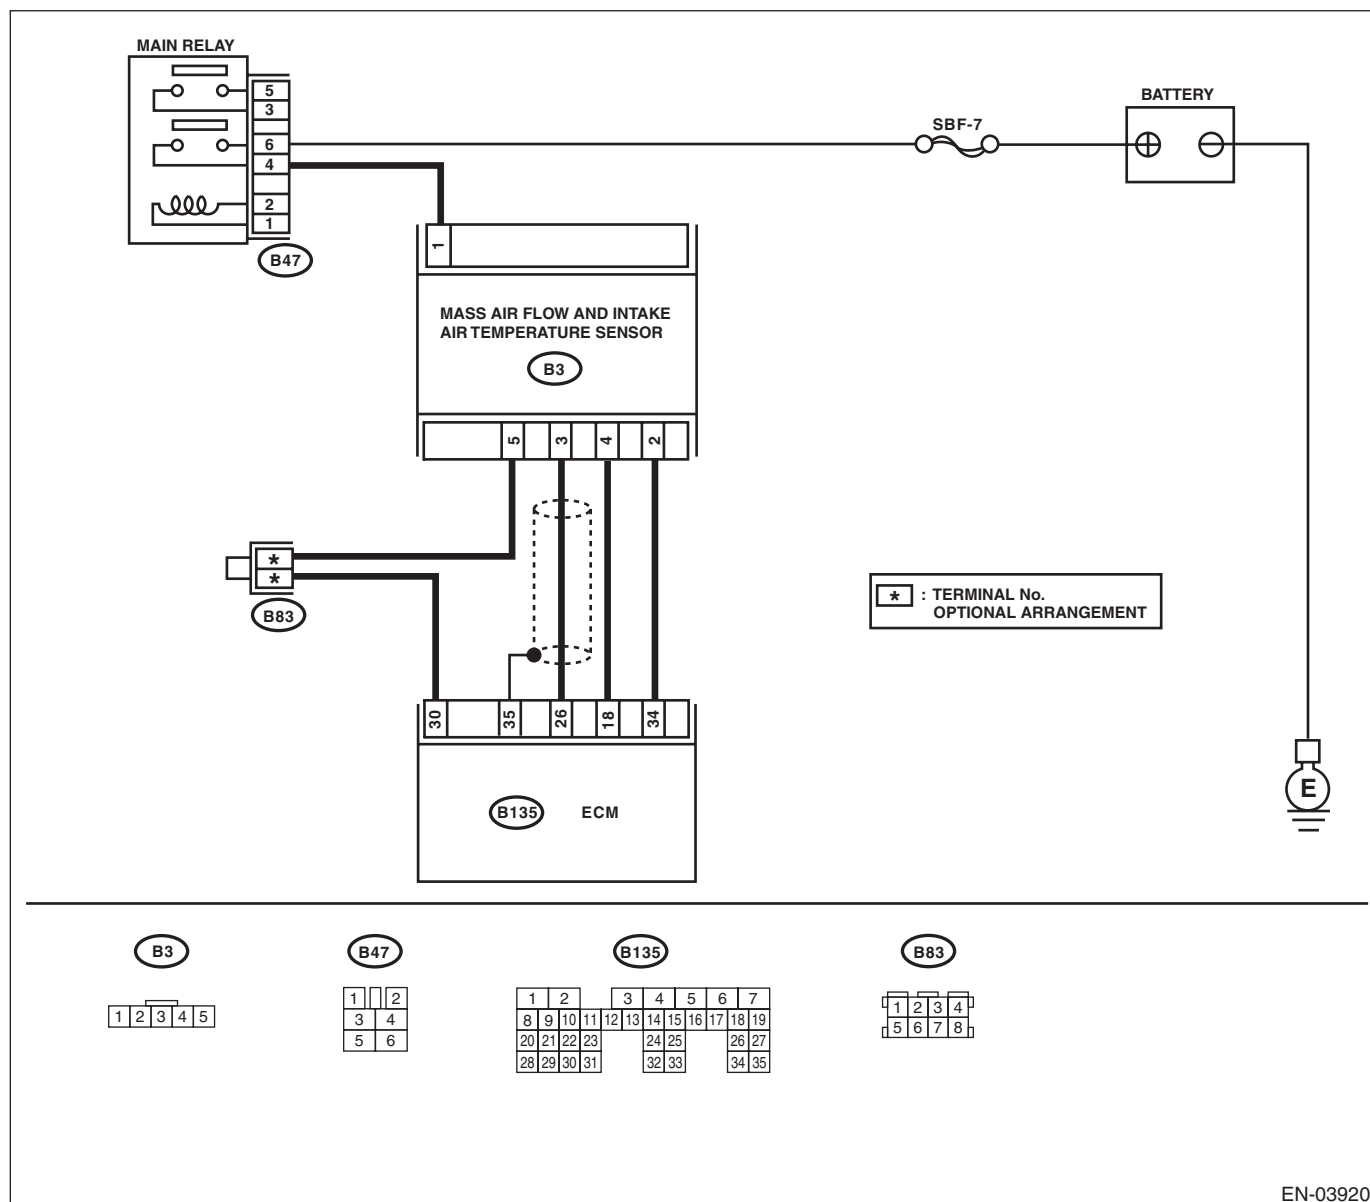 MAIN RELAY
5
3
6
4
2
1
B47
SBF-7
BATTERY
1
MASS AIR FLOW AND INTAKE
AIR TEMPERATURE SENSOR
B3
5 3 4 2
*
*
B83
* : TERMINAL No.
OPTIONAL ARRANGEMENT
30 35 26 18 34
B135 ECM
E
B3
1 2 3 4 5
B47
1 2
3 4
5 6
B135
1 2 3 4 5 6 7
8 9 10 11 12 13 14 15 16 17 18 19
20 21 22 23 24 25 26 27
28 29 30 31 32 33 34 35
B83
1 2 3 4
5 6 7 8
EN-03920